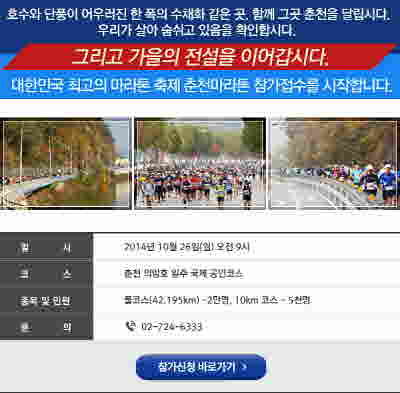 호수와 단풍이 어우러진 한 폭의 수채화 같은 곳. 함께 그곳 춘천을 달립시다.
우리가 살아 숨쉬고 있음을 확인합시다.
그리고 가을의 전설을 이어갑시다.
대한민국 최고의 마라톤 축제 춘천마라톤 참가접수를 시작합니다.
일 시 2014년 10월 26일(일) 오전 9시
코 스 춘천 의암호 일주 국제 공인코스
종목 및 인원 풀코스(42.195km) -2만명, 10km 코스 - 5천명
문 의 02-724-6333
참가신청 바로가기 >